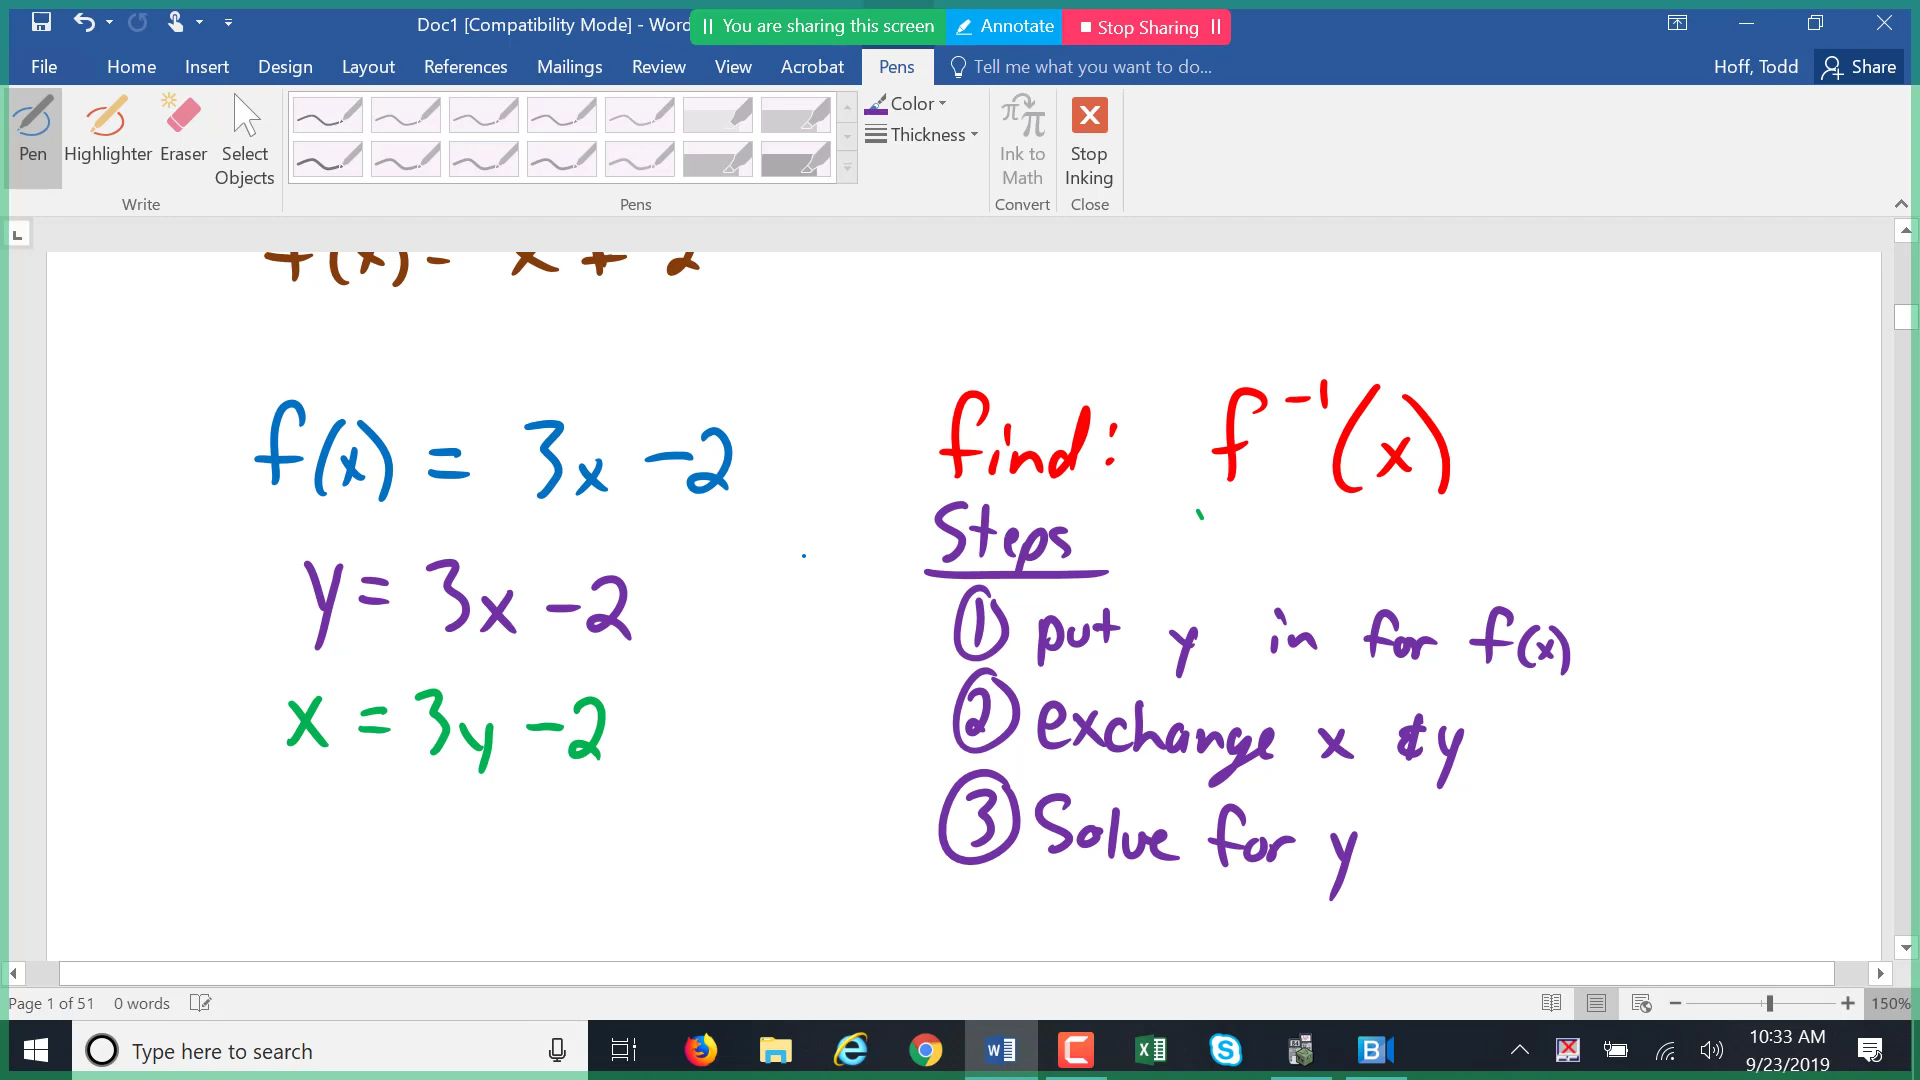 Doc1 [Compatibility Mode] - Word
You are sharing this screen
Annotate
Stop Sharing
File Home Insert Design Layout References Mailings Review View Acrobat Pens Tell me what you want to do... Hoff, Todd Share
Pen Highlighter Eraser Select Objects
Color
Thickness
Ink to Math
Stop Inking
Write Pens Convert Close
f(x) = x + 2
f(x) = 3x - 2
find: f⁻¹(x)
Steps
y = 3x - 2
① put y in for f(x)
x = 3y - 2
② exchange x & y
③ Solve for y
Page 1 of 51 0 words 150%
Type here to search
10:33 AM
9/23/2019